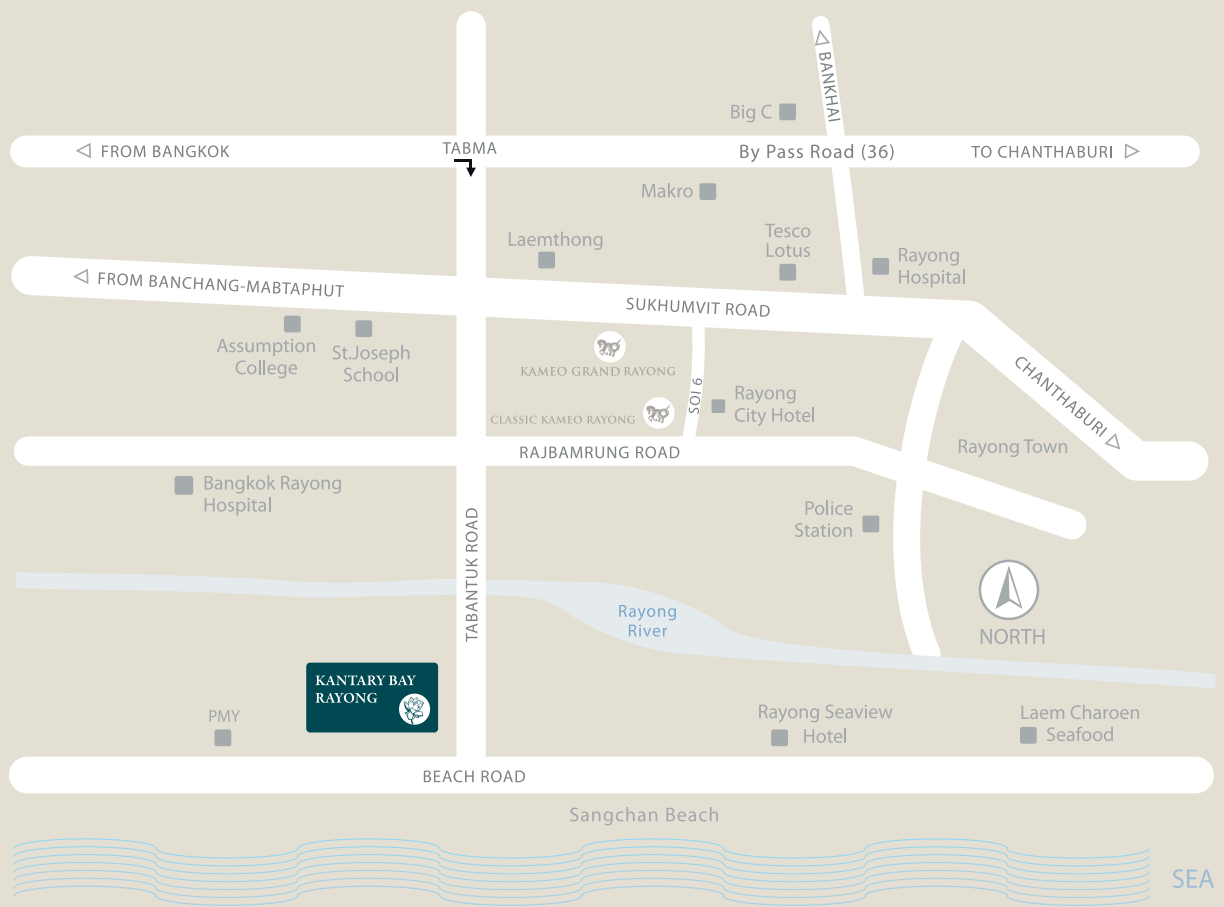 BANKHAI
Big C
FROM BANGKOK
TABMA
By Pass Road (36)
TO CHANTHABURI
Makro
Laemthong
Tesco
Lotus
Rayong
Hospital
FROM BANCHANG-MABTAPHUT
SUKHUMVIT ROAD
Assumption
College
St.Joseph
School
KAMEO GRAND RAYONG
CHANTHABURI
SOI 6
Rayong
City Hotel
CLASSIC KAMEO RAYONG
RAJBAMRUNG ROAD
Rayong Town
Bangkok Rayong
Hospital
Police
Station
TABANTUK ROAD
Rayong
River
NORTH
KANTARY BAY
RAYONG
PMY
Rayong Seaview
Hotel
Laem Charoen
Seafood
BEACH ROAD
Sangchan Beach
SEA